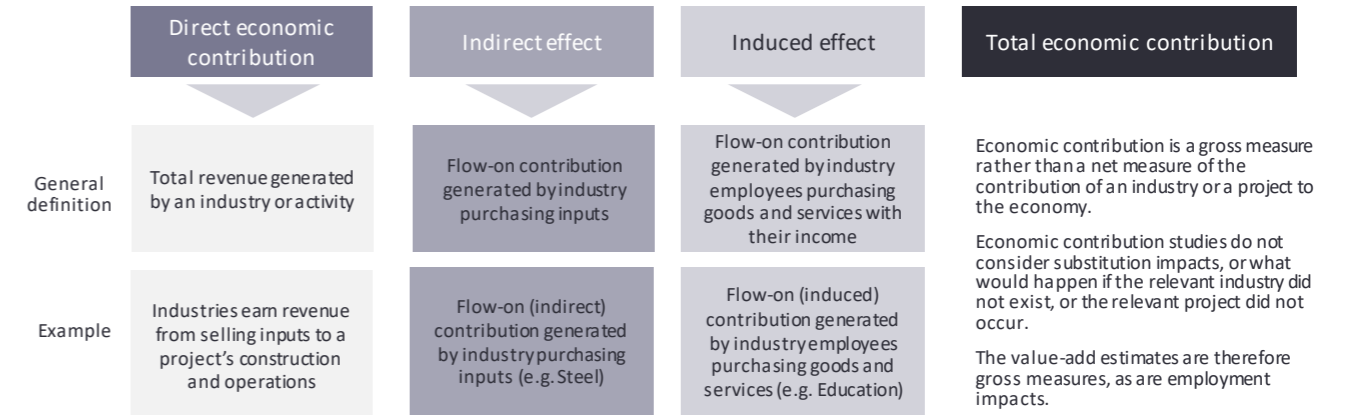 Direct economic
contribution
Indirect effect
Induced effect
Total economic contribution
General
definition
Total revenue generated
by an industry or activity
Flow-on contribution
generated by industry
purchasing inputs
Flow-on contribution
generated by industry
employees purchasing
goods and services with
their income
Economic contribution is a gross measure
rather than a net measure of the
contribution of an industry or a project to
the economy.
Economic contribution studies do not
consider substitution impacts, or what
would happen if the relevant industry did
not exist, or the relevant project did not
occur.
The value-add estimates are therefore
gross measures, as are employment
impacts.
Example
Industries earn revenue
from selling inputs to a
project's construction
and operations
Flow-on (indirect)
contribution generated
by industry purchasing
inputs (e.g. Steel)
Flow-on (induced)
contribution generated
by industry employees
purchasing goods and
services (e.g. Education)